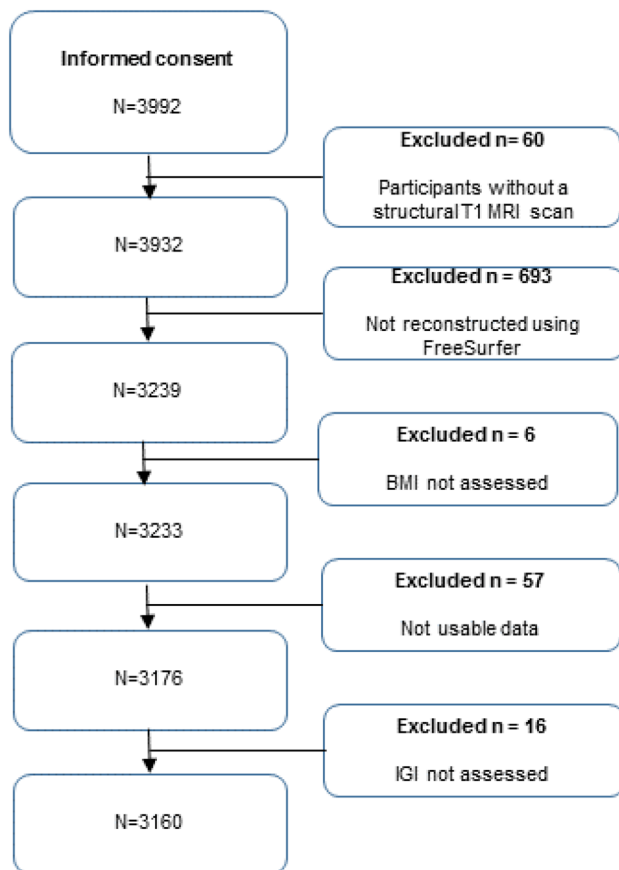 Informed consent
N=3992
Excluded n= 60
Participants without a
structural T1 MRI scan
N=3932
Excluded n = 693
Not reconstructed using
FreeSurfer
N=3239
Excluded n = 6
BMI not assessed
N=3233
Excluded n = 57
Not usable data
N=3176
Excluded n = 16
IGI not assessed
N=3160